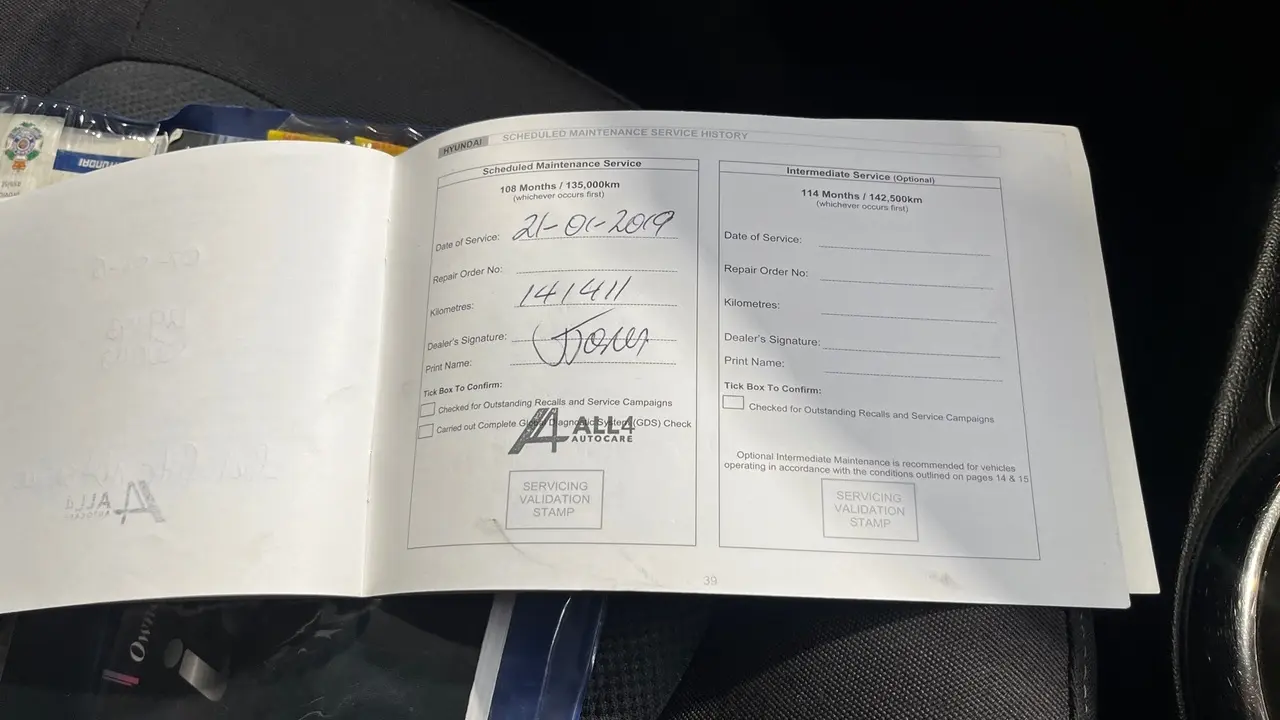 HYUNDAI
SCHEDULED MAINTENANCE SERVICE HISTORY
Scheduled Maintenance Service
108 Months / 135,000km
(whichever occurs first)
Date of Service: 21-01-2019
Repair Order No:
Kilometres: 141411
Dealer's Signature:
Print Name:
Tick Box To Confirm:
Checked for Outstanding Recalls and Service Campaigns
Carried out Complete Global Diagnostic System (GDS) Check
ALL4
AUTOCARE
SERVICING
VALIDATION
STAMP
Intermediate Service (Optional)
114 Months / 142,500km
(whichever occurs first)
Date of Service:
Repair Order No:
Kilometres:
Dealer's Signature:
Print Name:
Tick Box To Confirm:
Checked for Outstanding Recalls and Service Campaigns
Optional Intermediate Maintenance is recommended for vehicles
operating in accordance with the conditions outlined on pages 14 & 15
SERVICING
VALIDATION
STAMP
39
HYUNDAI
ALL4
AUTOCARE
Own